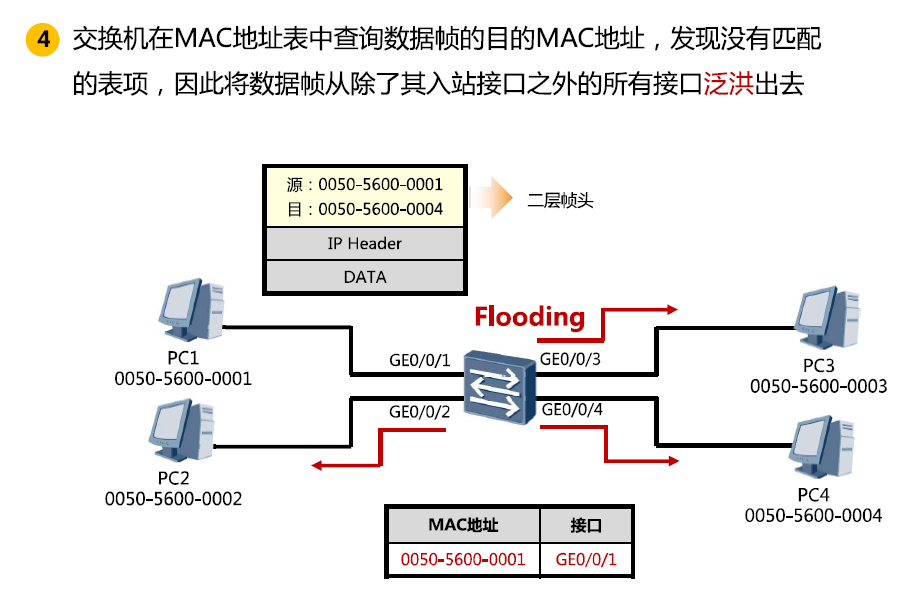 4 交换机在MAC地址表中查询数据帧的目的MAC地址，发现没有匹配
的表项，因此将数据帧从除了其入站接口之外的所有接口泛洪出去
源：0050-5600-0001
目：0050-5600-0004
二层帧头
IP Header
DATA
Flooding
PC1
0050-5600-0001
GE0/0/1
GE0/0/3
PC3
0050-5600-0003
GE0/0/2
GE0/0/4
PC2
0050-5600-0002
PC4
0050-5600-0004
MAC地址 接口
0050-5600-0001 GE0/0/1